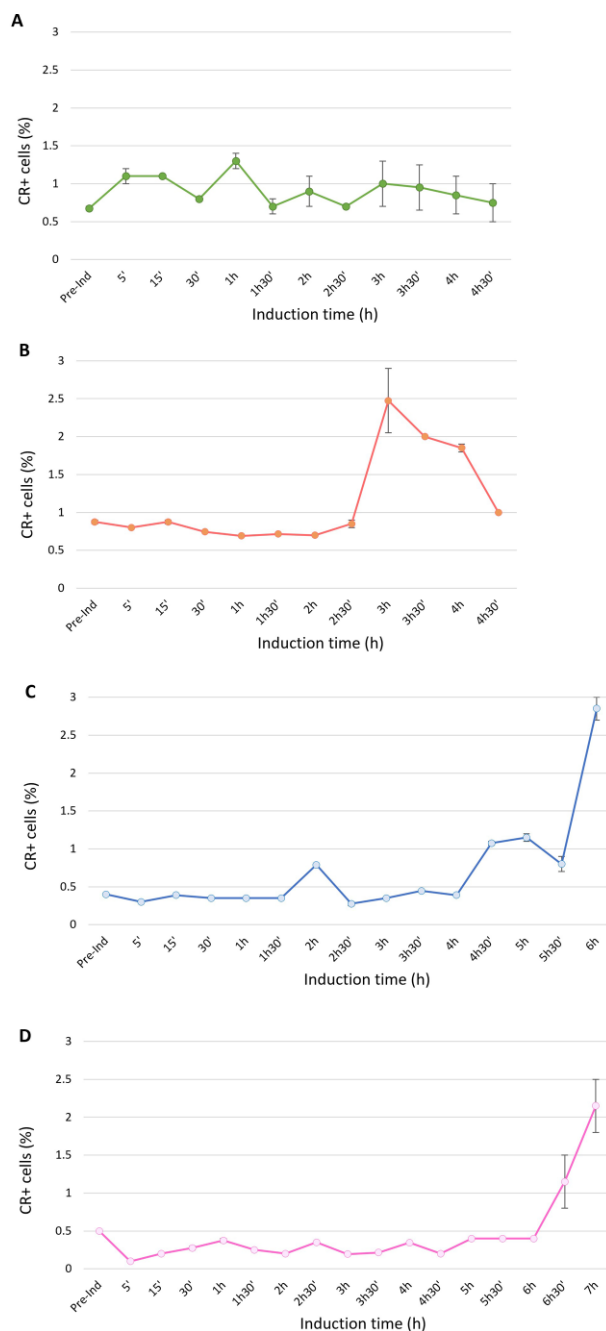 A
CR+ cells (%)
3
2.5
2
1.5
1
0.5
0
Pre-Ind 5' 15' 30' 1h 1h30' 2h 2h30' 3h 3h30' 4h 4h30'
Induction time (h)
B
CR+ cells (%)
3
2.5
2
1.5
1
0.5
0
Pre-Ind 5' 15' 30' 1h 1h30' 2h 2h30' 3h 3h30' 4h 4h30'
Induction time (h)
C
CR+ cells (%)
3
2.5
2
1.5
1
0.5
0
Pre-Ind 5' 15' 30' 1h 1h30' 2h 2h30' 3h 3h30' 4h 4h30' 5h 5h30' 6h
Induction time (h)
D
CR+ cells (%)
3
2.5
2
1.5
1
0.5
0
Pre-Ind 5' 15' 30' 1h 1h30' 2h 2h30' 3h 3h30' 4h 4h30' 5h 5h30' 6h 6h30' 7h
Induction time (h)